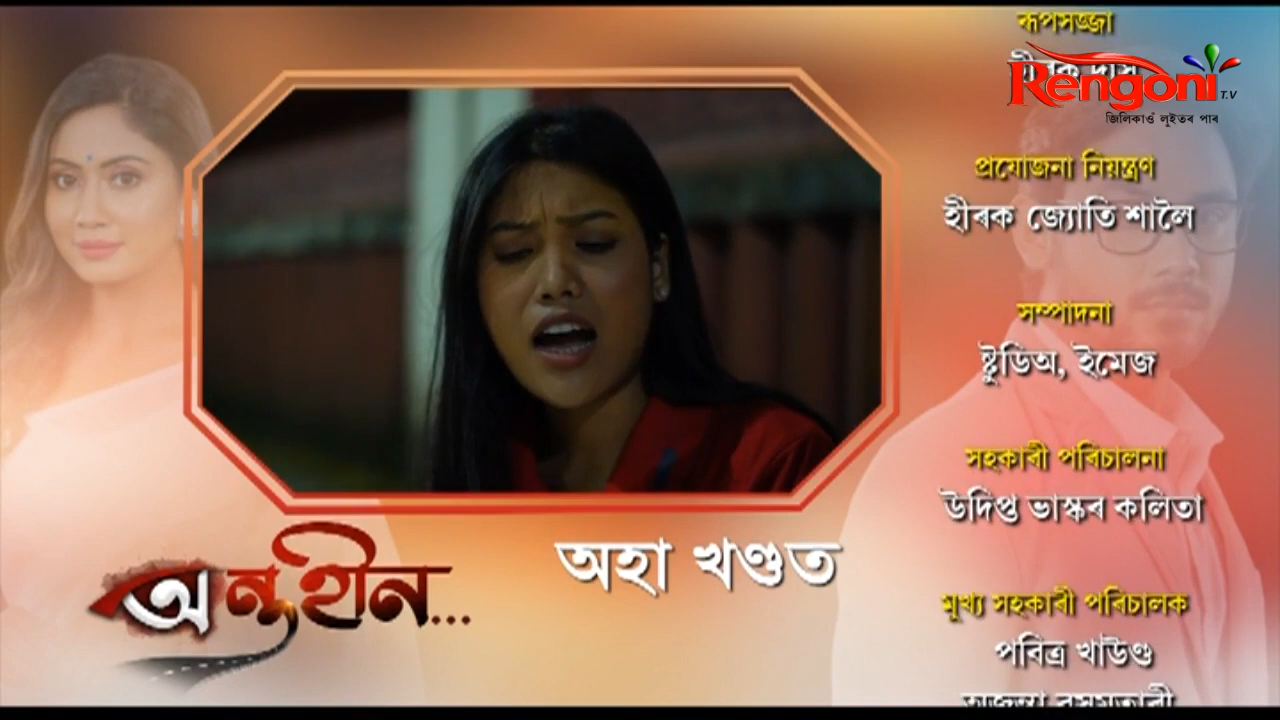 ৰূপসজ্জা
Rengoni T.V
জিলিকাওঁ লুইতৰ পাৰ
প্ৰযোজনা নিয়ন্ত্ৰণ
হীৰক জ্যোতি শালৈ
সম্পাদনা
ষ্টুডিঅ, ইমেজ
সহকাৰী পৰিচালনা
উদিপ্ত ভাস্কৰ কলিতা
অহা খণ্ডত
অন্তহীন...
মুখ্য সহকাৰী পৰিচালক
পবিত্ৰ খাউণ্ড